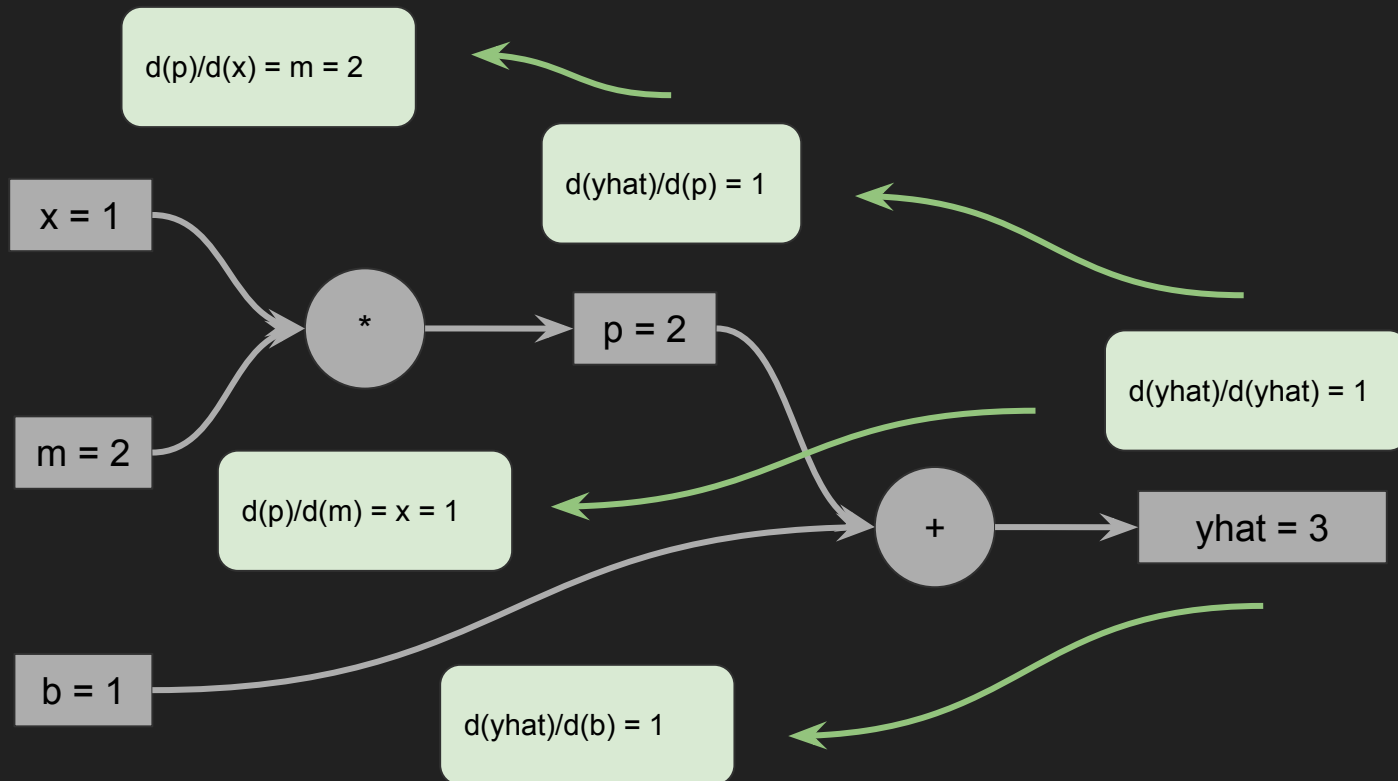 d(p)/d(x) = m = 2
d(yhat)/d(p) = 1
x = 1
*
p = 2
d(yhat)/d(yhat) = 1
m = 2
d(p)/d(m) = x = 1
+
yhat = 3
b = 1
d(yhat)/d(b) = 1